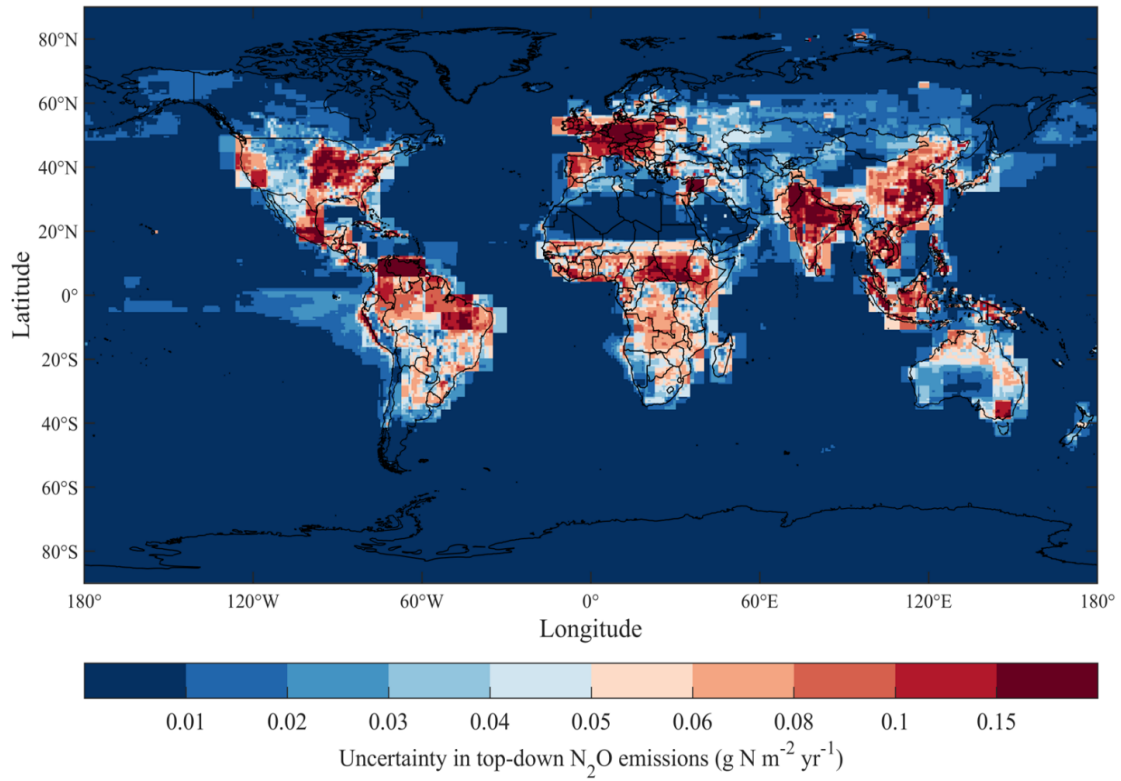 80°N
60°N
40°N
20°N
0°
20°S
40°S
60°S
80°S
Latitude
180° 120°W 60°W 0° 60°E 120°E 180°
Longitude
0.01 0.02 0.03 0.04 0.05 0.06 0.08 0.1 0.15
Uncertainty in top-down N₂O emissions (g N m⁻² yr⁻¹)